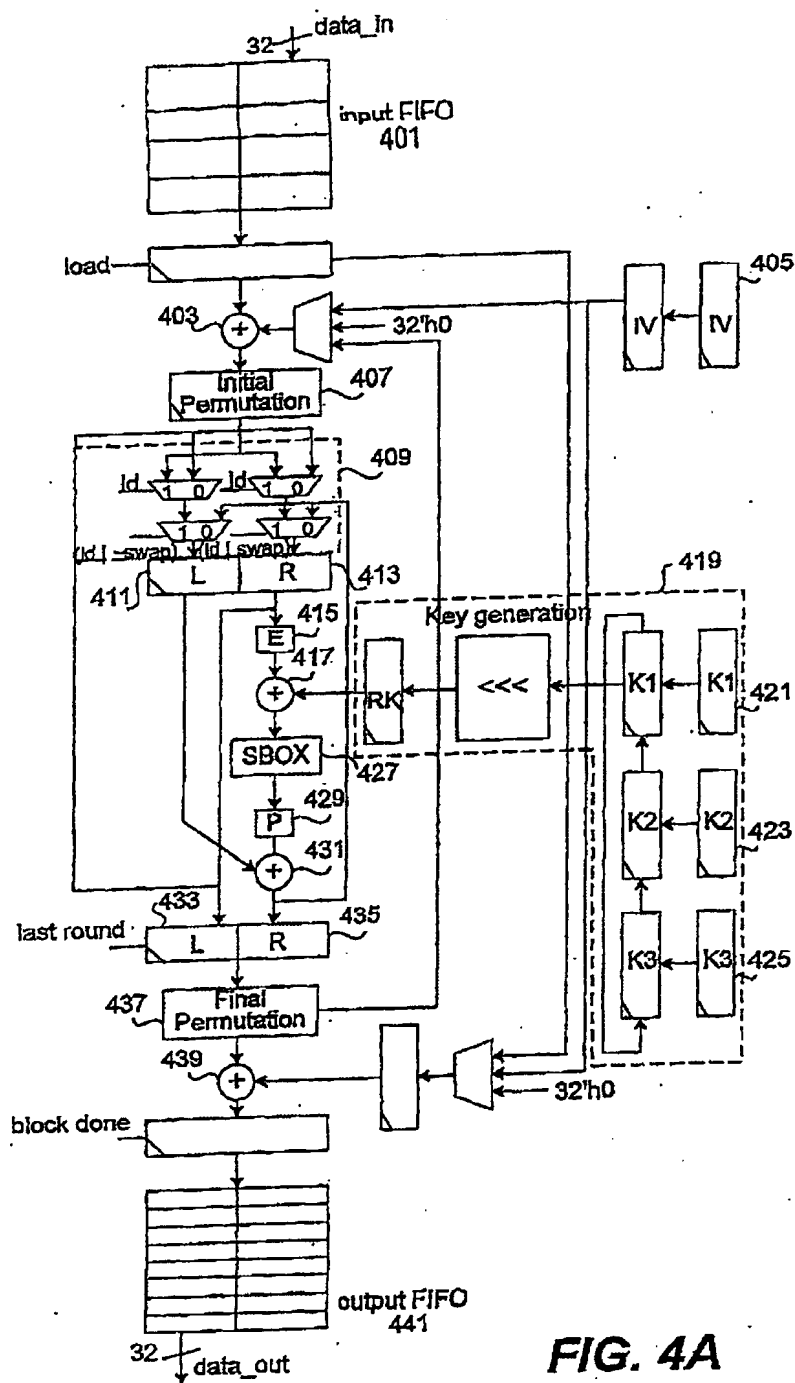 data_in
32
input FIFO
401
load
403
32'h0
IV
IV
405
Initial
Permutation
407
409
ld
1 0
ld
1 0
1 0
1 0
(ld | ~swap)
(ld | swap)
411
L
R
413
419
415
E
Key generation
417
RK
<<<
K1
K1
421
SBOX
427
429
P
K2
K2
423
431
433
435
last round
L
R
K3
K3
425
437
Final
Permutation
439
32'h0
block done
output FIFO
441
32
data_out
FIG. 4A